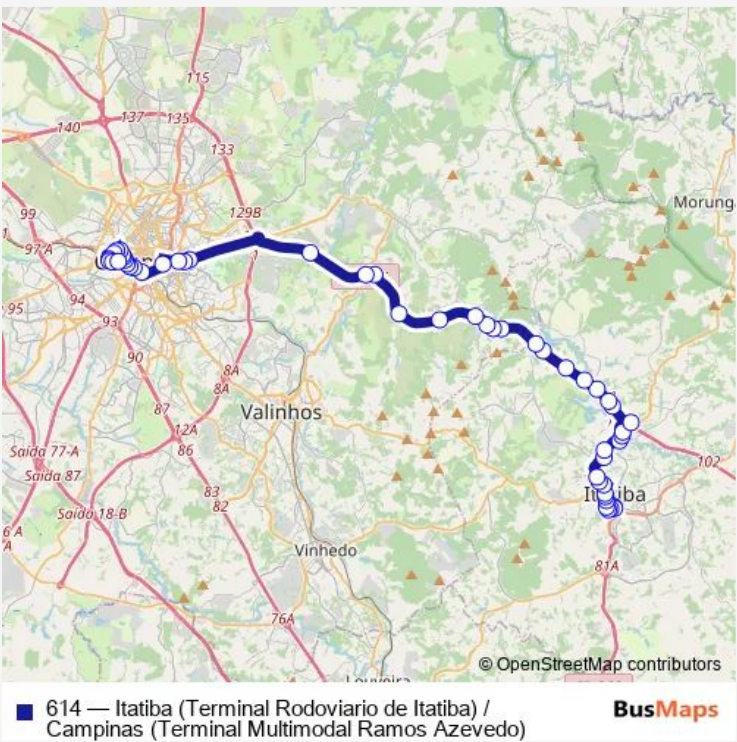 115
137
135
140
133
99
129B
Morung
97 A
95
94
93
90
8A
8A
87
Valinhos
12A
86
102
Saída 77-A
Saída 87
83
82
Saída 18-B
6 A
A
Vinhedo
81A
76A
© OpenStreetMap contributors
614 — Itatiba (Terminal Rodoviario de Itatiba) /
Campinas (Terminal Multimodal Ramos Azevedo)
BusMaps